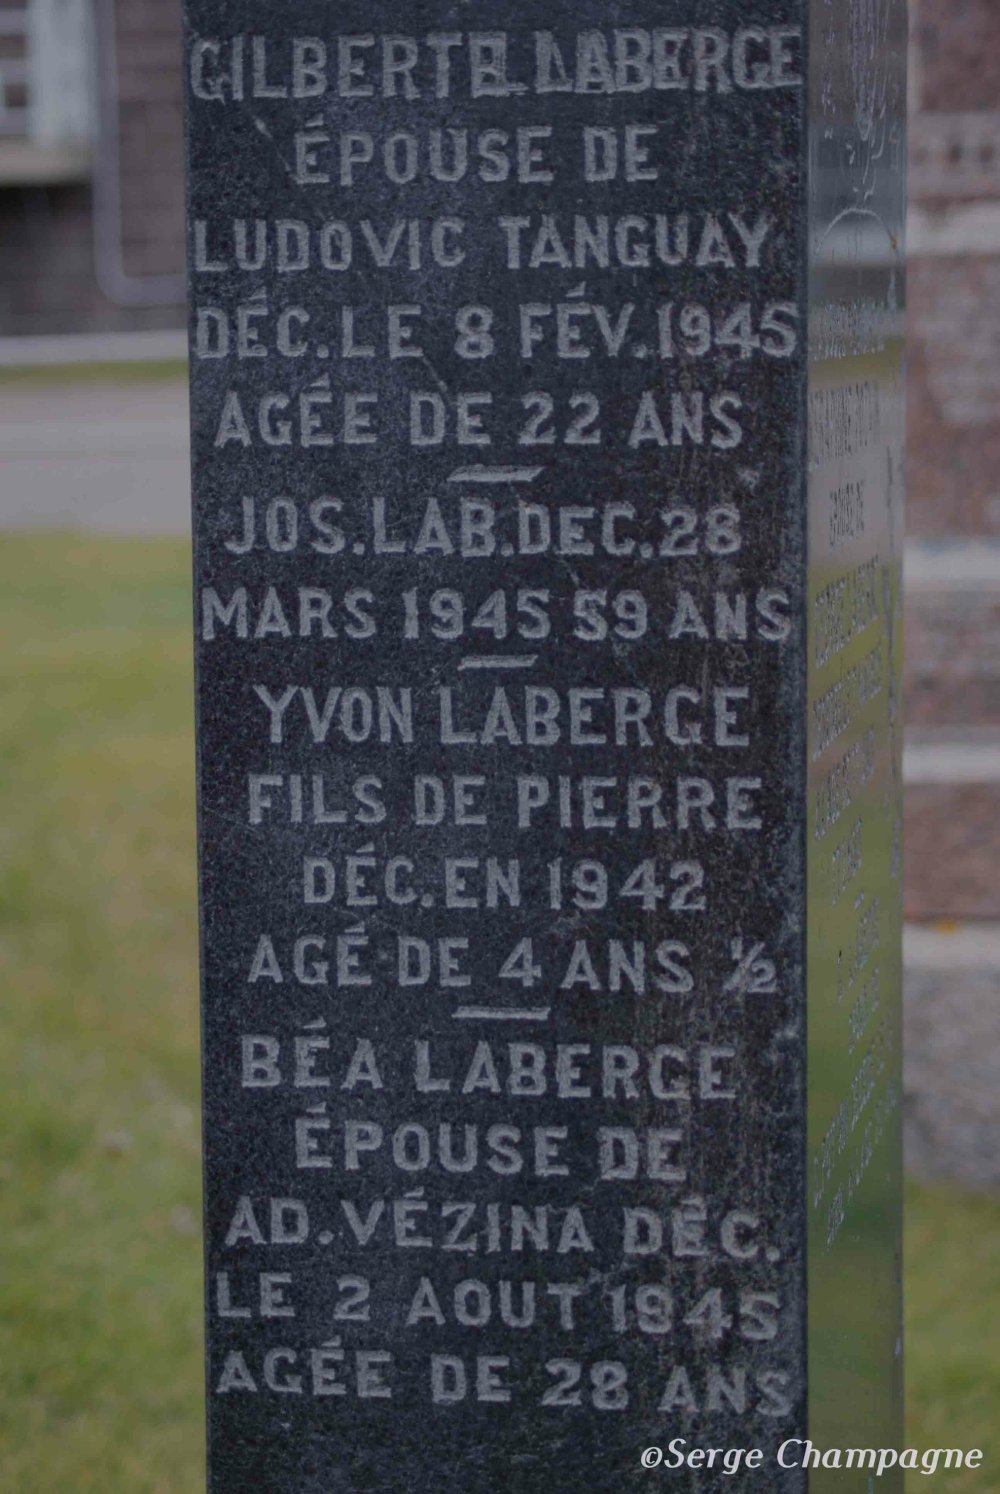 GILBERTE LABERGE
ÉPOUSE DE
LUDOVIC TANGUAY
DÉC. LE 8 FÉV. 1945
AGÉE DE 22 ANS
JOS. LAB. DEC. 28
MARS 1945 59 ANS
YVON LABERGE
FILS DE PIERRE
DÉC. EN 1942
AGÉ DE 4 ANS ½
BÉA LABERGE
ÉPOUSE DE
AD. VÉZINA DÉC.
LE 2 AOUT 1945
AGÉE DE 28 ANS
©Serge Champagne